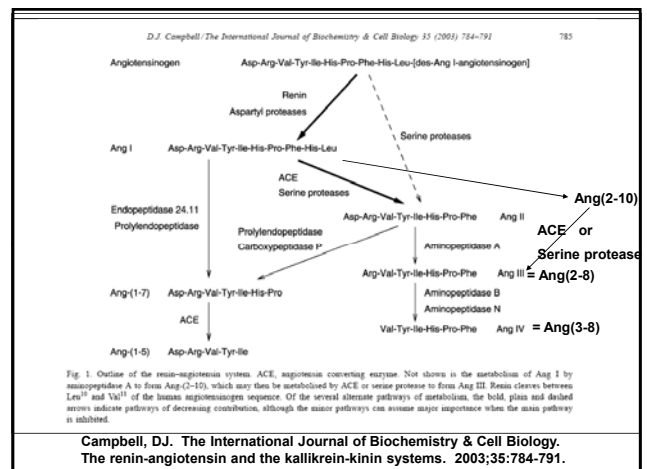 D.J. Campbell / The International Journal of Biochemistry & Cell Biology 35 (2003) 784–791 785
Angiotensinogen Asp-Arg-Val-Tyr-Ile-His-Pro-Phe-His-Leu-[des-Ang I-angiotensinogen]
Renin
Aspartyl proteases
Serine proteases
Ang I Asp-Arg-Val-Tyr-Ile-His-Pro-Phe-His-Leu
ACE
Serine proteases
Ang(2-10)
Endopeptidase 24.11
Prolylendopeptidase
Asp-Arg-Val-Tyr-Ile-His-Pro-Phe Ang II
ACE or
Serine protease
Prolylendopeptidase
Carboxypeptidase P
Aminopeptidase A
Arg-Val-Tyr-Ile-His-Pro-Phe Ang III = Ang(2-8)
Ang-(1-7) Asp-Arg-Val-Tyr-Ile-His-Pro
Aminopeptidase B
Aminopeptidase N
ACE
Val-Tyr-Ile-His-Pro-Phe Ang IV = Ang(3-8)
Ang-(1-5) Asp-Arg-Val-Tyr-Ile
Fig. 1. Outline of the renin–angiotensin system. ACE, angiotensin converting enzyme. Not shown is the metabolism of Ang I by
aminopeptidase A to form Ang-(2–10), which may then be metabolised by ACE or serine protease to form Ang III. Renin cleaves between
Leu10 and Val11 of the human angiotensinogen sequence. Of the several alternate pathways of metabolism, the bold, plain and dashed
arrows indicate pathways of decreasing contribution, although the minor pathways can assume major importance when the main pathway
is inhibited.
Campbell, DJ. The International Journal of Biochemistry & Cell Biology.
The renin-angiotensin and the kallikrein-kinin systems. 2003;35:784-791.